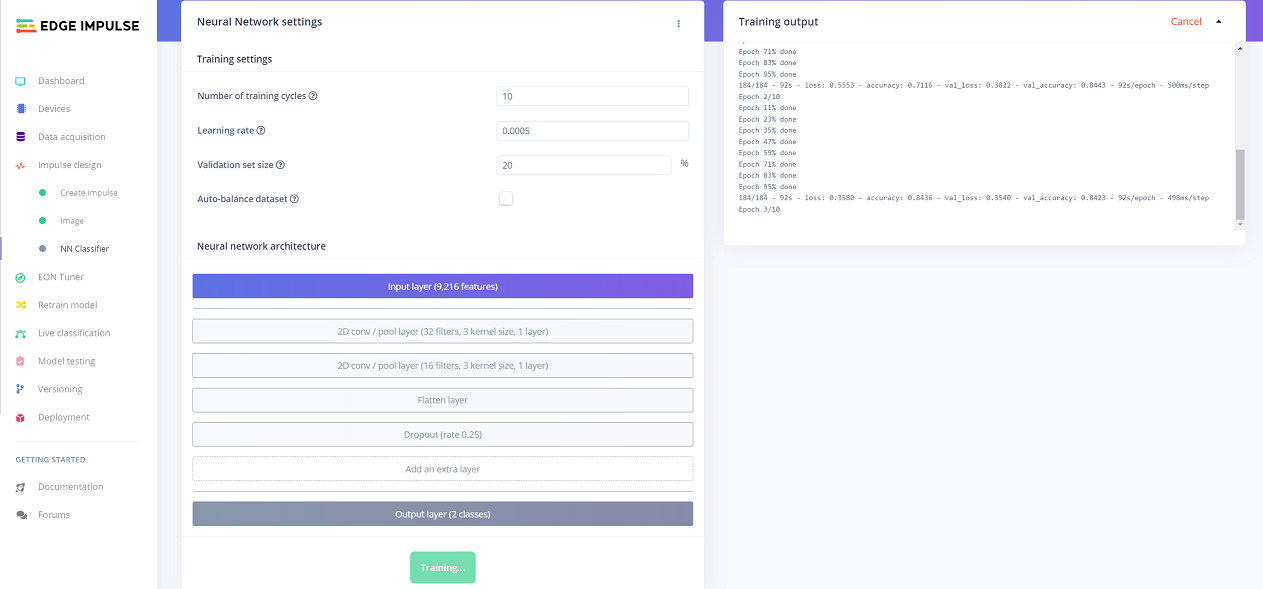 EDGE IMPULSE
Dashboard
Devices
Data acquisition
Impulse design
Create impulse
Image
NN Classifier
EON Tuner
Retrain model
Live classification
Model testing
Versioning
Deployment
GETTING STARTED
Documentation
Forums
Neural Network settings
Training settings
Number of training cycles
10
Learning rate
0.0005
Validation set size
20
%
Auto-balance dataset
Neural network architecture
Input layer (9,216 features)
2D conv / pool layer (32 filters, 3 kernel size, 1 layer)
2D conv / pool layer (16 filters, 3 kernel size, 1 layer)
Flatten layer
Dropout (rate 0.25)
Add an extra layer
Output layer (2 classes)
Training...
Training output
Cancel
Epoch 71% done
Epoch 83% done
Epoch 95% done
184/184 - 92s - loss: 0.5553 - accuracy: 0.7116 - val_loss: 0.3822 - val_accuracy: 0.8443 - 92s/epoch - 500ms/step
Epoch 2/10
Epoch 11% done
Epoch 23% done
Epoch 35% done
Epoch 47% done
Epoch 59% done
Epoch 71% done
Epoch 83% done
Epoch 95% done
184/184 - 92s - loss: 0.3580 - accuracy: 0.8436 - val_loss: 0.3540 - val_accuracy: 0.8423 - 92s/epoch - 498ms/step
Epoch 3/10